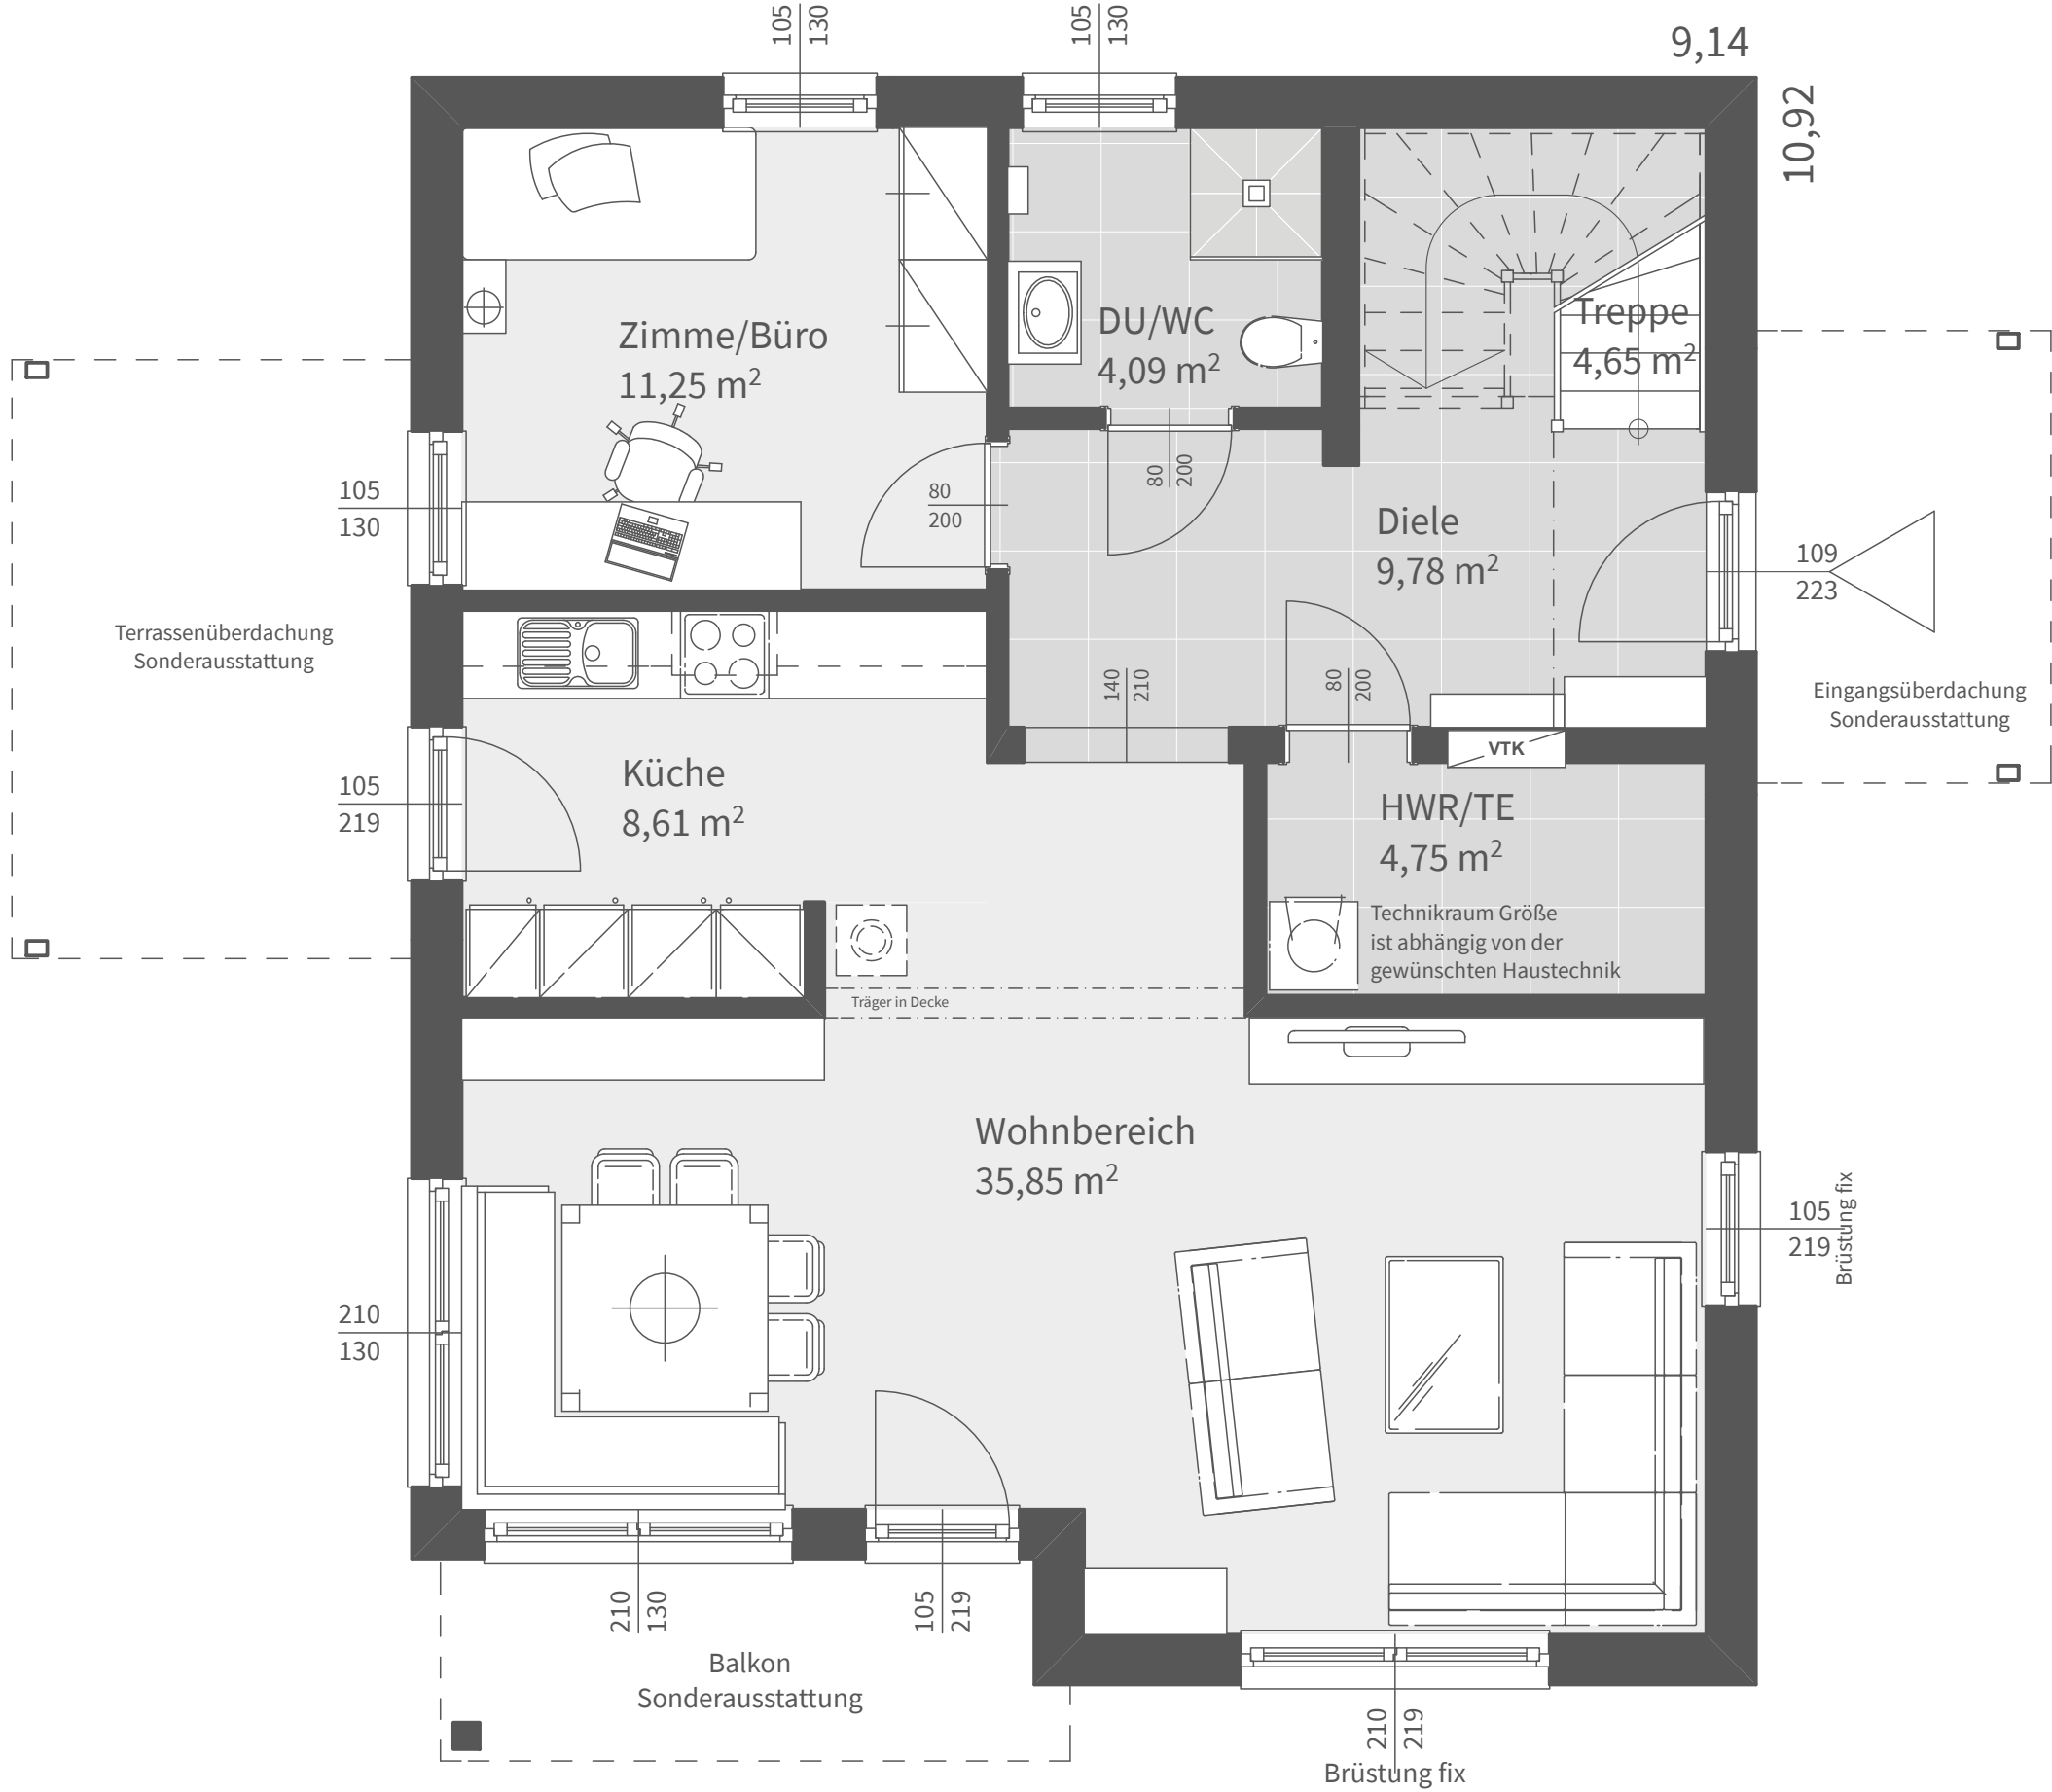 105
130
105
130
9,14
10,92
Zimme/Büro
11,25 m²
DU/WC
4,09 m²
Treppe
4,65 m²
105
130
80
200
80
200
Diele
9,78 m²
109
223
Terrassenüberdachung
Sonderausstattung
Eingangsüberdachung
Sonderausstattung
140
210
80
200
VTK
Küche
8,61 m²
105
219
HWR/TE
4,75 m²
Technikraum Größe
ist abhängig von der
gewünschten Haustechnik
Träger in Decke
Wohnbereich
35,85 m²
105
219
Brüstung fix
210
130
210
130
105
219
Balkon
Sonderausstattung
210
219
Brüstung fix